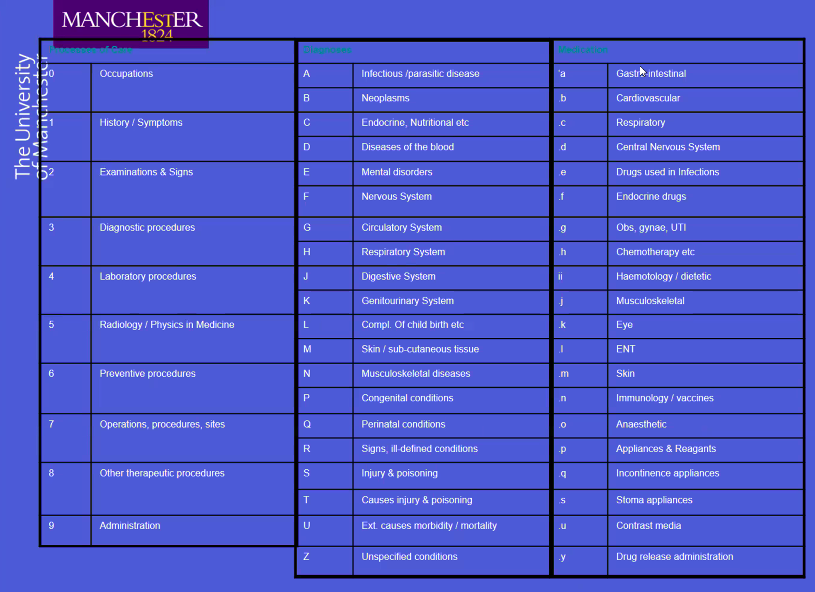 MANCHESTER
1824
The University
of Manchester
Processes of Care Diagnoses Medicines
0 Occupations A Infectious /parasitic disease 'a Gastro-intestinal
B Neoplasms .b Cardiovascular
1 History / Symptoms C Endocrine, Nutritional etc .c Respiratory
D Diseases of the blood .d Central Nervous System
2 Examinations & Signs E Mental disorders .e Drugs used in Infections
F Nervous System .f Endocrine drugs
3 Diagnostic procedures G Circulatory System .g Obs, gynae, UTI
H Respiratory System .h Chemotherapy etc
4 Laboratory procedures J Digestive System ii Haemotology / dietetic
K Genitourinary System .j Musculoskeletal
5 Radiology / Physics in Medicine L Compl. Of child birth etc .k Eye
M Skin / sub-cutaneous tissue .l ENT
6 Preventive procedures N Musculoskeletal diseases .m Skin
P Congenital conditions .n Immunology / vaccines
7 Operations, procedures, sites Q Perinatal conditions .o Anaesthetic
R Signs, ill-defined conditions .p Appliances & Reagants
8 Other therapeutic procedures S Injury & poisoning .q Incontinence appliances
T Causes injury & poisoning .s Stoma appliances
9 Administration U Ext. causes morbidity / mortality .u Contrast media
Z Unspecified conditions .y Drug release administration